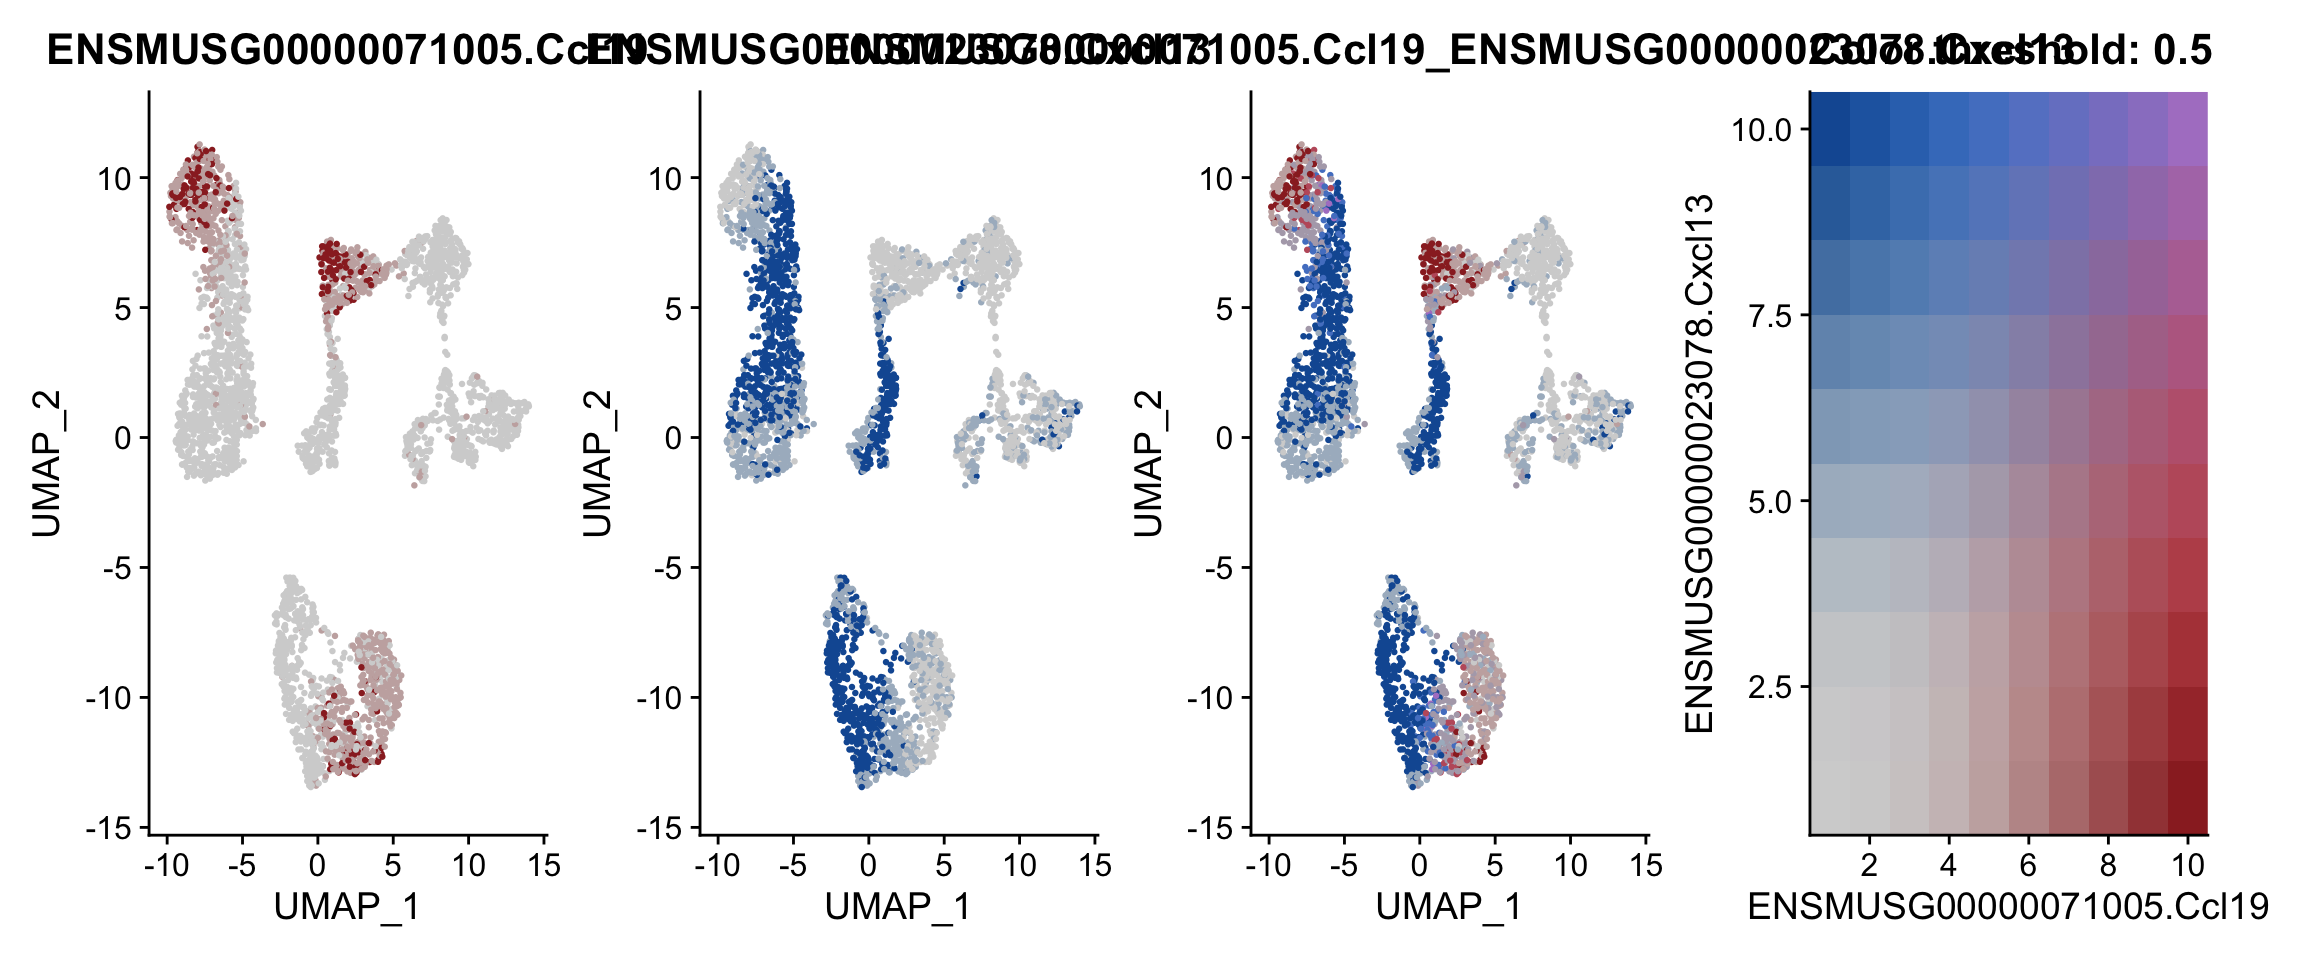 ENSMUSG00000071005.Ccl19
ENSMUSG00000023078.Cxcl13
ENSMUSG00000071005.Ccl19_ENSMUSG00000023078.Cxcl13
Color threshold: 0.5
UMAP_2
10
5
0
-5
-10
-15
-10 -5 0 5 10 15
UMAP_1
UMAP_2
10
5
0
-5
-10
-15
-10 -5 0 5 10 15
UMAP_1
UMAP_2
10
5
0
-5
-10
-15
-10 -5 0 5 10 15
UMAP_1
ENSMUSG00000023078.Cxcl13
10.0
7.5
5.0
2.5
2 4 6 8 10
ENSMUSG00000071005.Ccl19